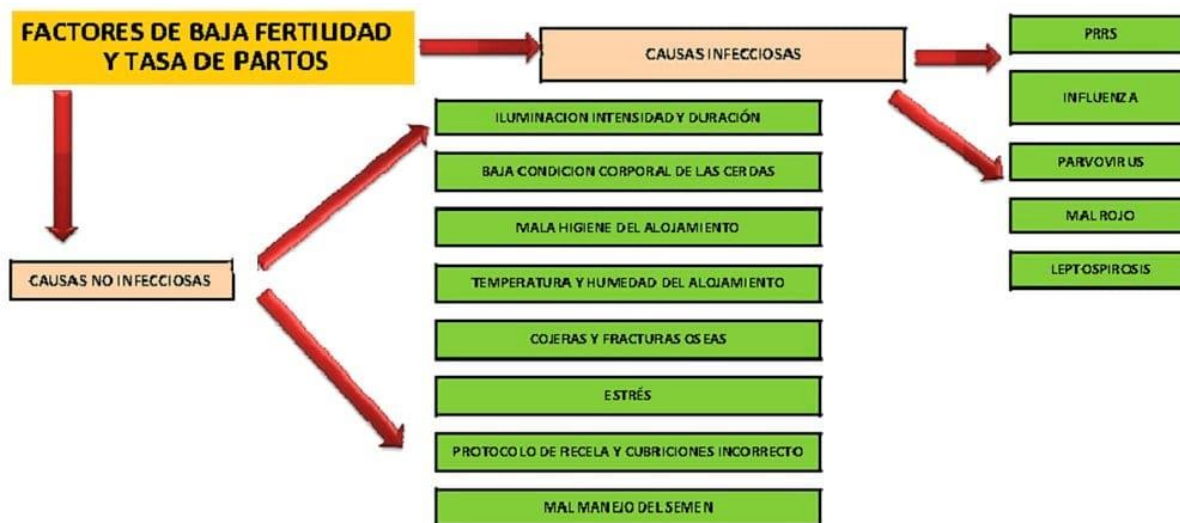 FACTORES DE BAJA FERTILIDAD
Y TASA DE PARTOS
CAUSAS INFECCIOSAS
PRRS
INFLUENZA
PARVOVIRUS
MAL ROJO
LEPTOSPIROSIS
CAUSAS NO INFECCIOSAS
ILUMINACION INTENSIDAD Y DURACIÓN
BAJA CONDICION CORPORAL DE LAS CERDAS
MALA HIGIENE DEL ALOJAMIENTO
TEMPERATURA Y HUMEDAD DEL ALOJAMIENTO
COJERAS Y FRACTURAS OSEAS
ESTRÉS
PROTOCOLO DE RECELA Y CUBRICIONES INCORRECTO
MAL MANEJO DEL SEMEN